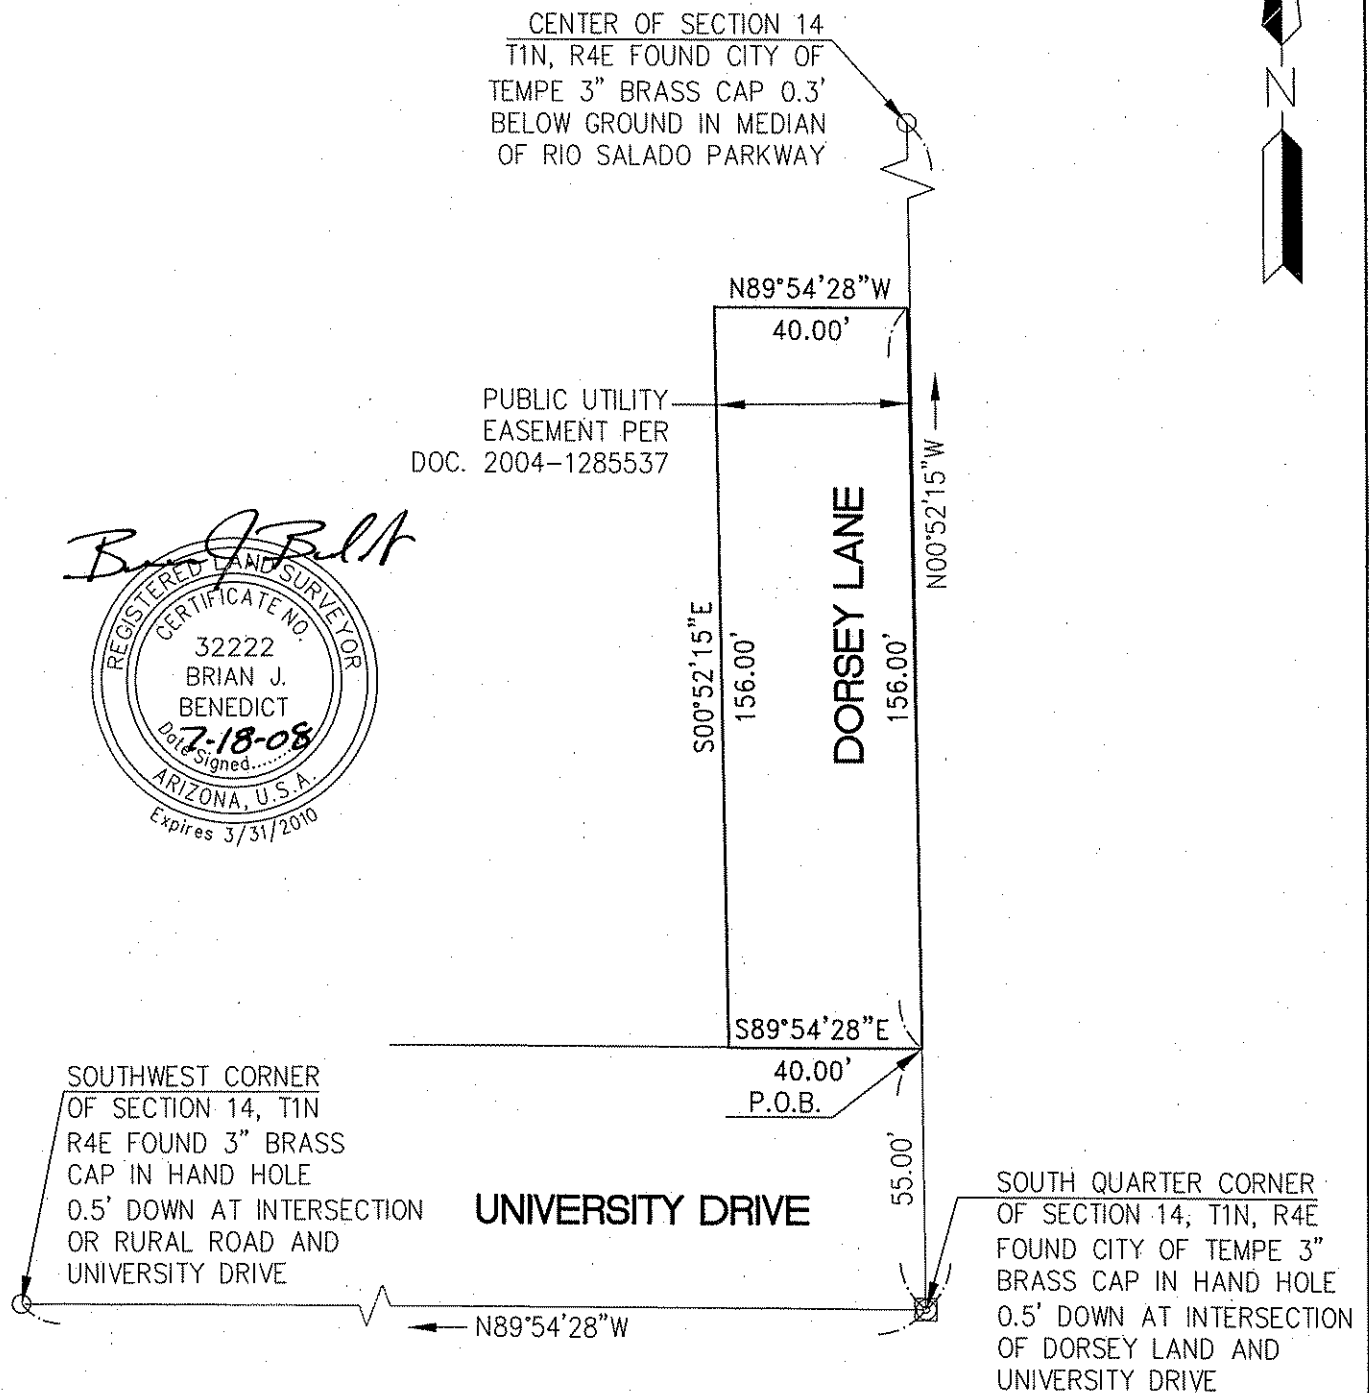 CENTER OF SECTION 14
T1N, R4E FOUND CITY OF
TEMPE 3" BRASS CAP 0.3'
BELOW GROUND IN MEDIAN
OF RIO SALADO PARKWAY
N
N89°54'28"W
40.00'
PUBLIC UTILITY
EASEMENT PER
DOC. 2004-1285537
N00°52'15"W
DORSEY LANE
S00°52'15"E
156.00'
156.00'
REGISTERED LAND SURVEYOR
CERTIFICATE NO.
32222
BRIAN J.
BENEDICT
7-18-08
Date Signed........
ARIZONA, U.S.A.
Expires 3/31/2010
S89°54'28"E
40.00'
P.O.B.
55.00'
SOUTHWEST CORNER
OF SECTION 14, T1N
R4E FOUND 3" BRASS
CAP IN HAND HOLE
0.5' DOWN AT INTERSECTION
OR RURAL ROAD AND
UNIVERSITY DRIVE
UNIVERSITY DRIVE
N89°54'28"W
SOUTH QUARTER CORNER
OF SECTION 14, T1N, R4E
FOUND CITY OF TEMPE 3"
BRASS CAP IN HAND HOLE
0.5' DOWN AT INTERSECTION
OF DORSEY LAND AND
UNIVERSITY DRIVE